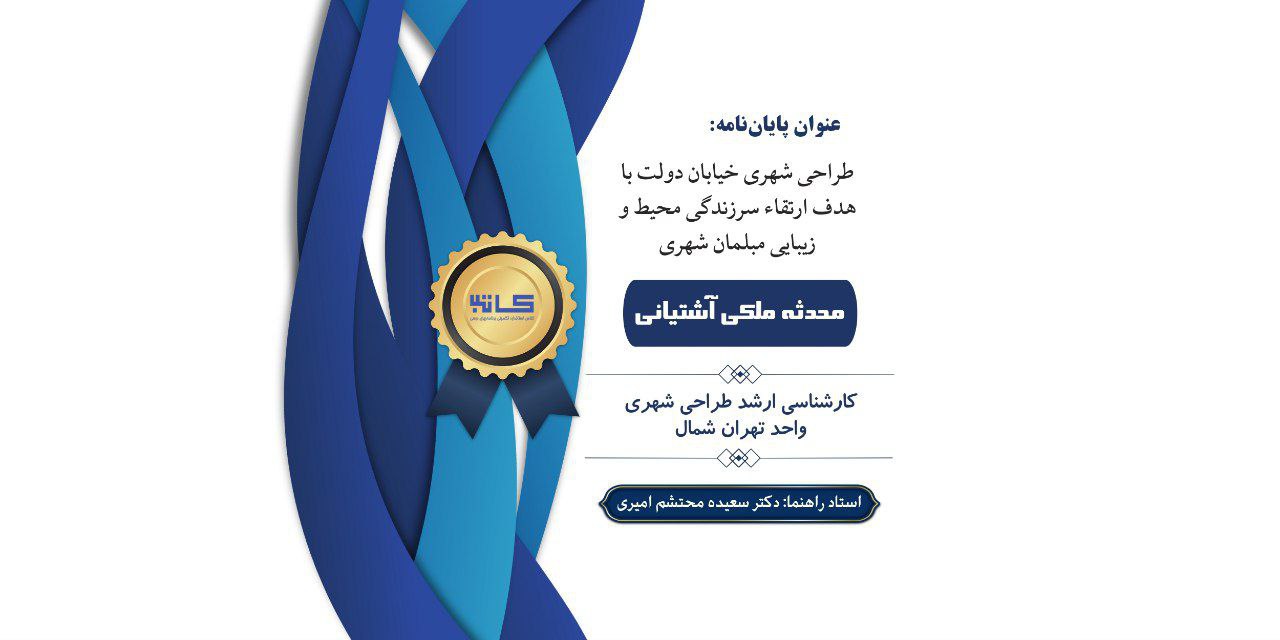 عنوان پایان‌نامه:
طراحی شهری خیابان دولت با
هدف ارتقاء سرزندگی محیط و
زیبایی مبلمان شهری
محدثه ملکی آشتیانی
کارشناسی ارشد طراحی شهری
واحد تهران شمال
استاد راهنما: دکتر سعیده محتشم امیری
کاتب